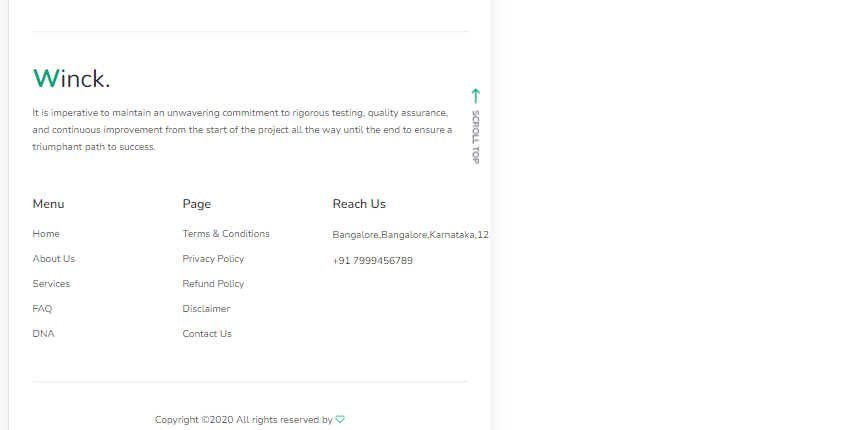 Winck.
It is imperative to maintain an unwavering commitment to rigorous testing, quality assurance,
and continuous improvement from the start of the project all the way until the end to ensure a
triumphant path to success.
SCROLL TOP
Menu
Home
About Us
Services
FAQ
DNA
Page
Terms & Conditions
Privacy Policy
Refund Policy
Disclaimer
Contact Us
Reach Us
Bangalore,Bangalore,Karnataka,12
+91 7999456789
Copyright ©2020 All rights reserved by